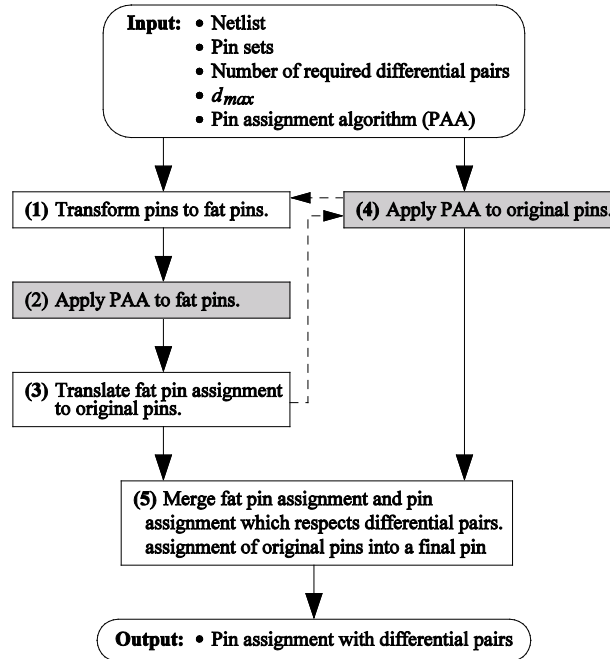 Input: • Netlist
• Pin sets
• Number of required differential pairs
• dmax
• Pin assignment algorithm (PAA)
(1) Transform pins to fat pins.
(4) Apply PAA to original pins.
(2) Apply PAA to fat pins.
(3) Translate fat pin assignment
to original pins.
(5) Merge fat pin assignment and pin
assignment which respects differential pairs.
assignment of original pins into a final pin
Output: • Pin assignment with differential pairs